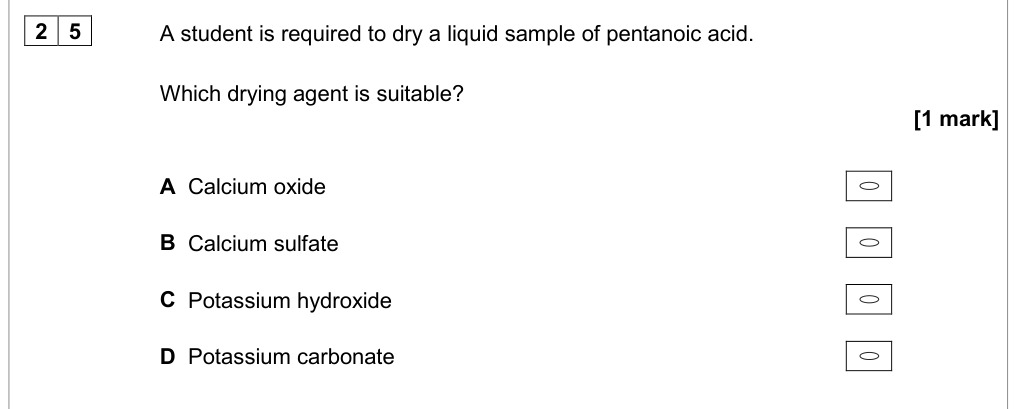 2 5 A student is required to dry a liquid sample of pentanoic acid.
Which drying agent is suitable?
[1 mark]
A Calcium oxide
B Calcium sulfate
C Potassium hydroxide
D Potassium carbonate